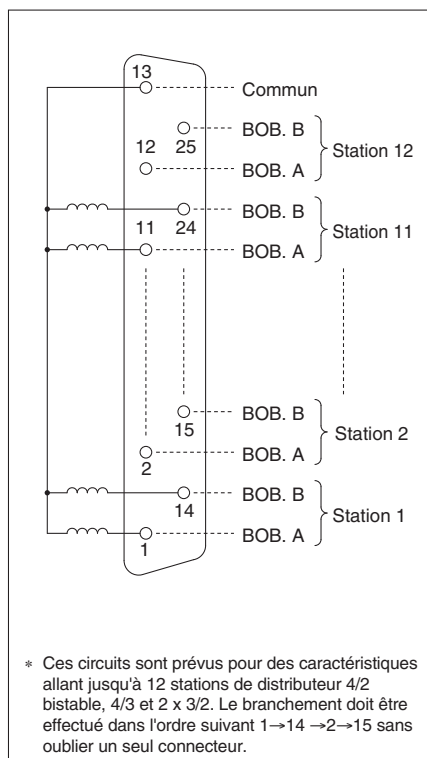 13
Commun
BOB. B
12 25
Station 12
BOB. A
BOB. B
11 24
Station 11
BOB. A
BOB. B
15
Station 2
2
BOB. A
BOB. B
14
Station 1
1
BOB. A
* Ces circuits sont prévus pour des caractéristiques
allant jusqu'à 12 stations de distributeur 4/2
bistable, 4/3 et 2 x 3/2. Le branchement doit être
effectué dans l'ordre suivant 1→14 →2→15 sans
oublier un seul connecteur.